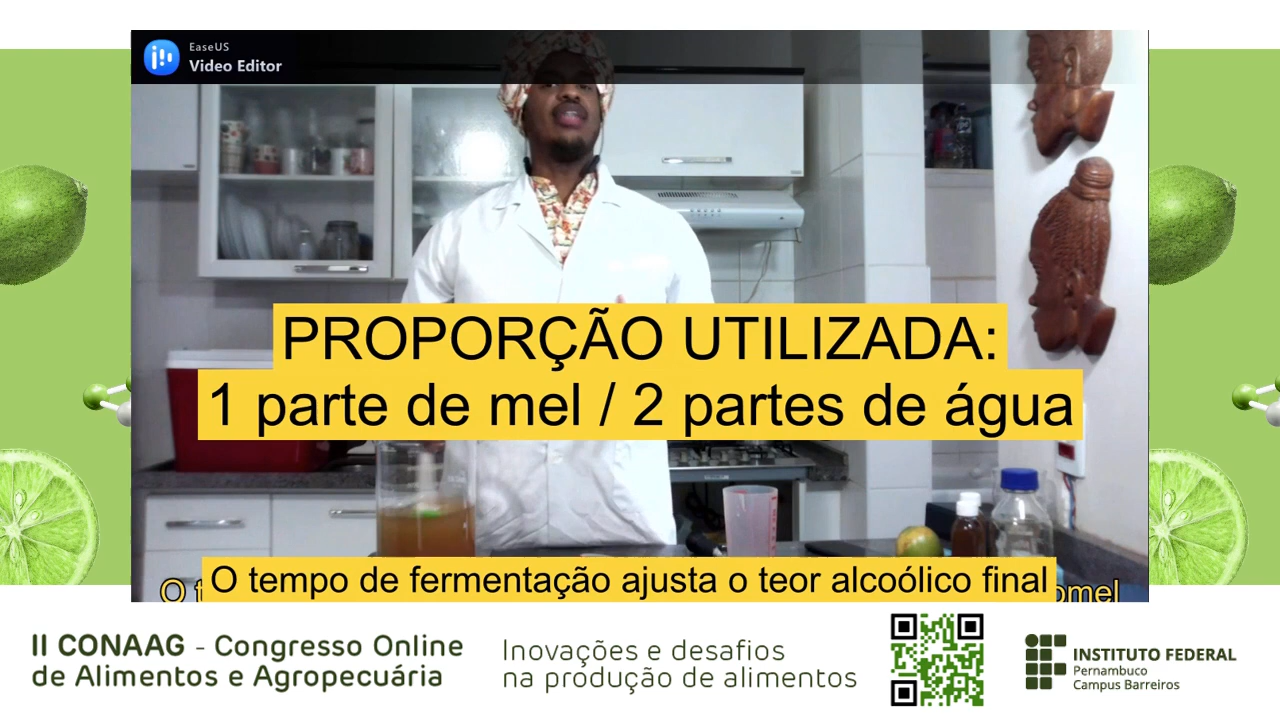 EaseUS
Video Editor
PROPORÇÃO UTILIZADA:
1 parte de mel / 2 partes de água
O tempo de fermentação ajusta o teor alcoólico final
II CONAAG - Congresso Online
de Alimentos e Agropecuária
Inovações e desafios
na produção de alimentos
INSTITUTO FEDERAL
Pernambuco
Campus Barreiros